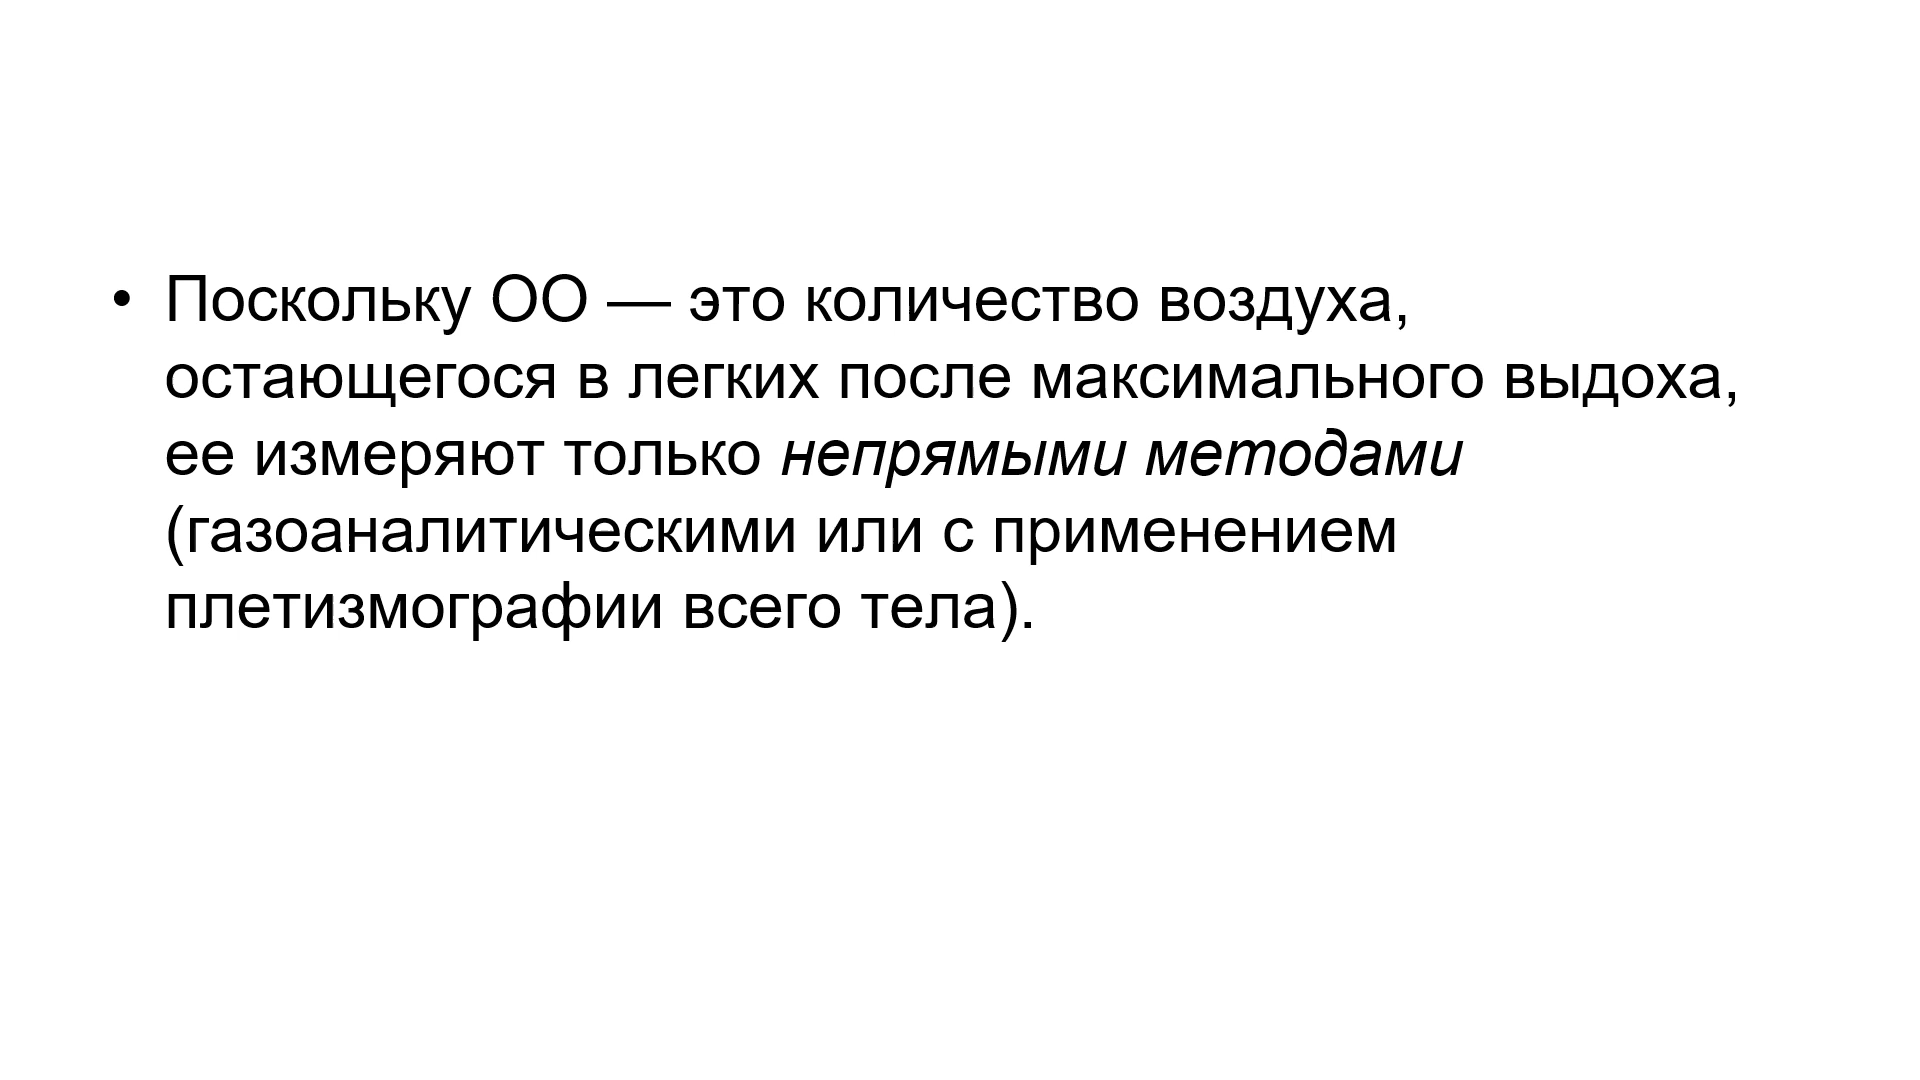 • Поскольку ОО — это количество воздуха,
остающегося в легких после максимального выдоха,
ее измеряют только непрямыми методами
(газоаналитическими или с применением
плетизмографии всего тела).